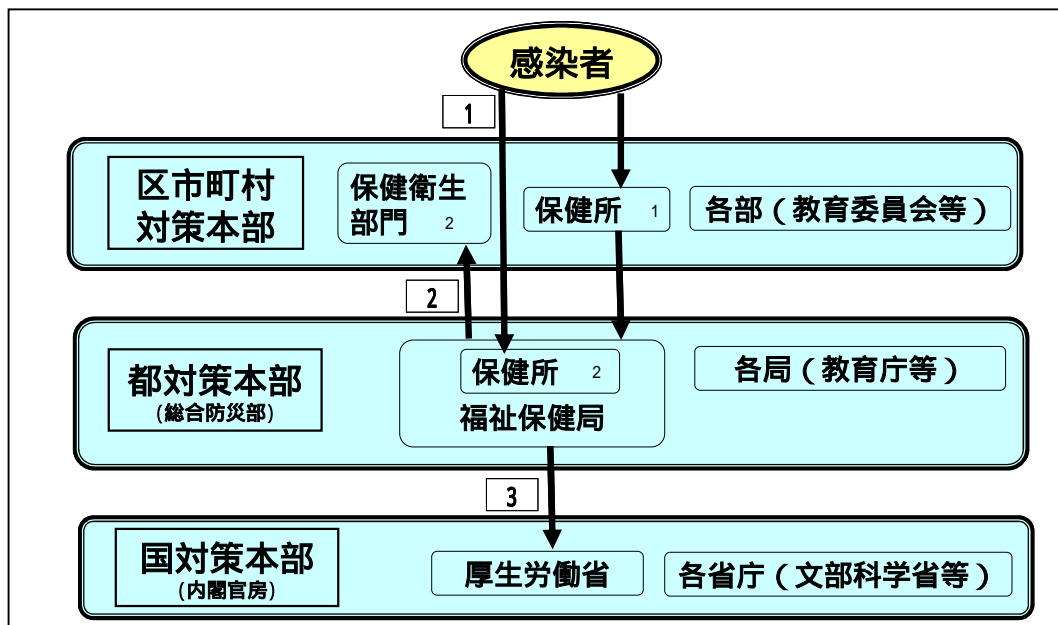 感染者
1
区市町村
対策本部
保健衛生
部門 2
保健所 1
各部（教育委員会等）
2
都対策本部
(総合防災部)
保健所 2
福祉保健局
各局（教育庁等）
3
国対策本部
(内閣官房)
厚生労働省
各省庁（文部科学省等）